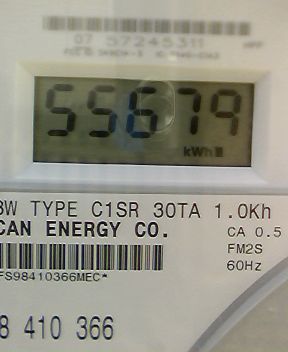 07 57245311
55679
kWh
3W TYPE C1SR 30TA 1.0Kh
CAN ENERGY CO.
CA 0.5
FM2S
60Hz
FS98410366MEC*
8 410 366